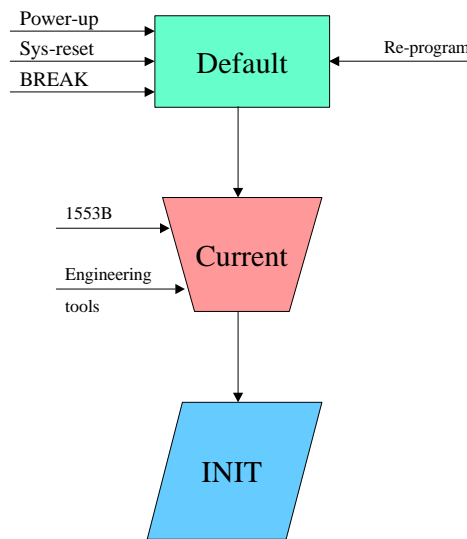 Power-up
Sys-reset
BREAK
Default
Re-program
1553B
Engineering
tools
Current
INIT